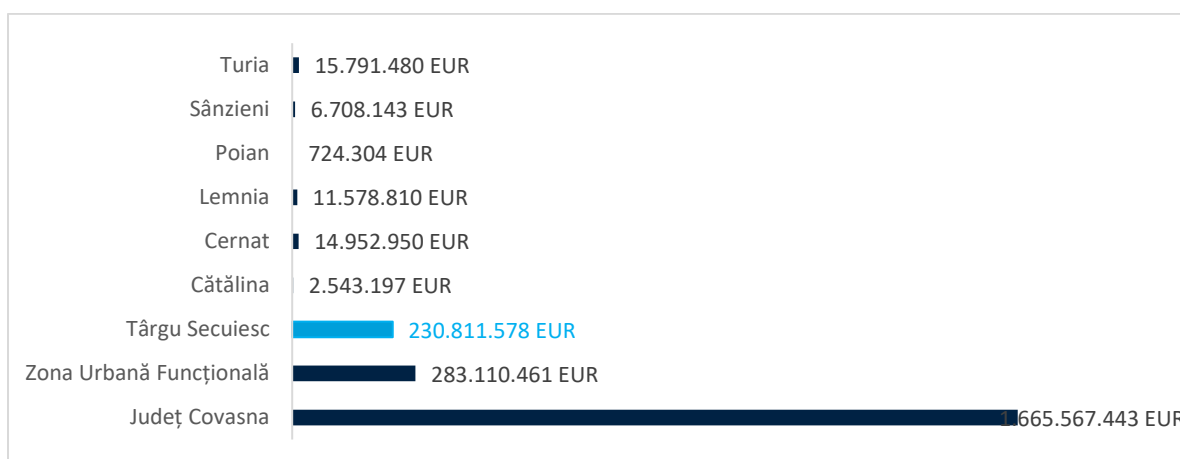 Turia 15.791.480 EUR
Sânzieni 6.708.143 EUR
Poian 724.304 EUR
Lemnia 11.578.810 EUR
Cernat 14.952.950 EUR
Cătălina 2.543.197 EUR
Târgu Secuiesc 230.811.578 EUR
Zona Urbană Funcțională 283.110.461 EUR
Județ Covasna 1.665.567.443 EUR